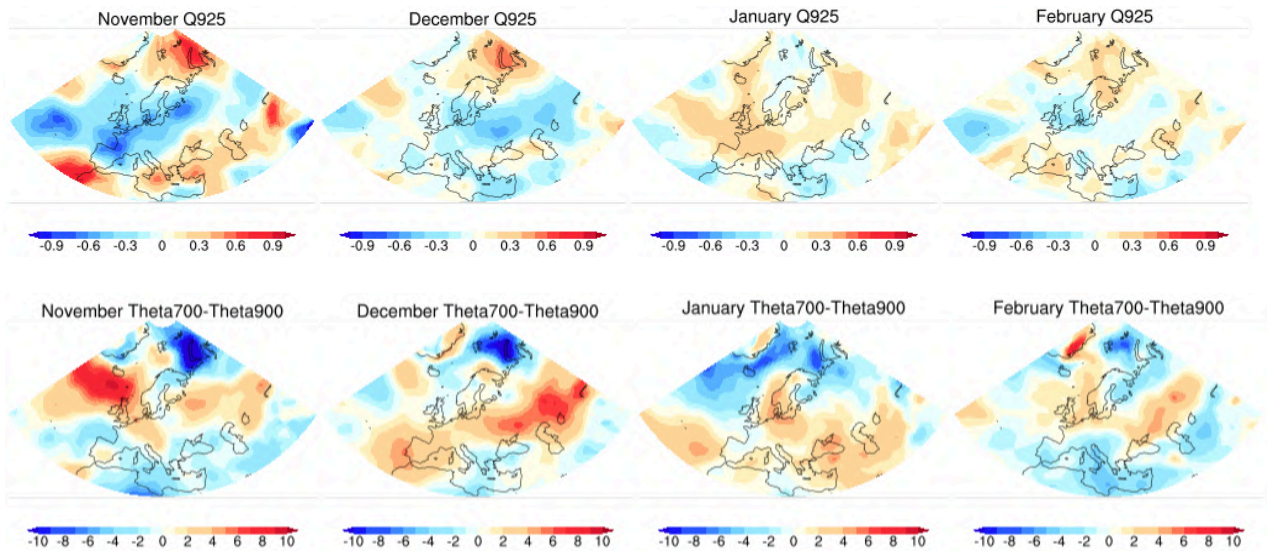 November Q925 December Q925 January Q925 February Q925
-0.9 -0.6 -0.3 0 0.3 0.6 0.9 -0.9 -0.6 -0.3 0 0.3 0.6 0.9 -0.9 -0.6 -0.3 0 0.3 0.6 0.9 -0.9 -0.6 -0.3 0 0.3 0.6 0.9
November Theta700-Theta900 December Theta700-Theta900 January Theta700-Theta900 February Theta700-Theta900
-10 -8 -6 -4 -2 0 2 4 6 8 10 -10 -8 -6 -4 -2 0 2 4 6 8 10 -10 -8 -6 -4 -2 0 2 4 6 8 10 -10 -8 -6 -4 -2 0 2 4 6 8 10